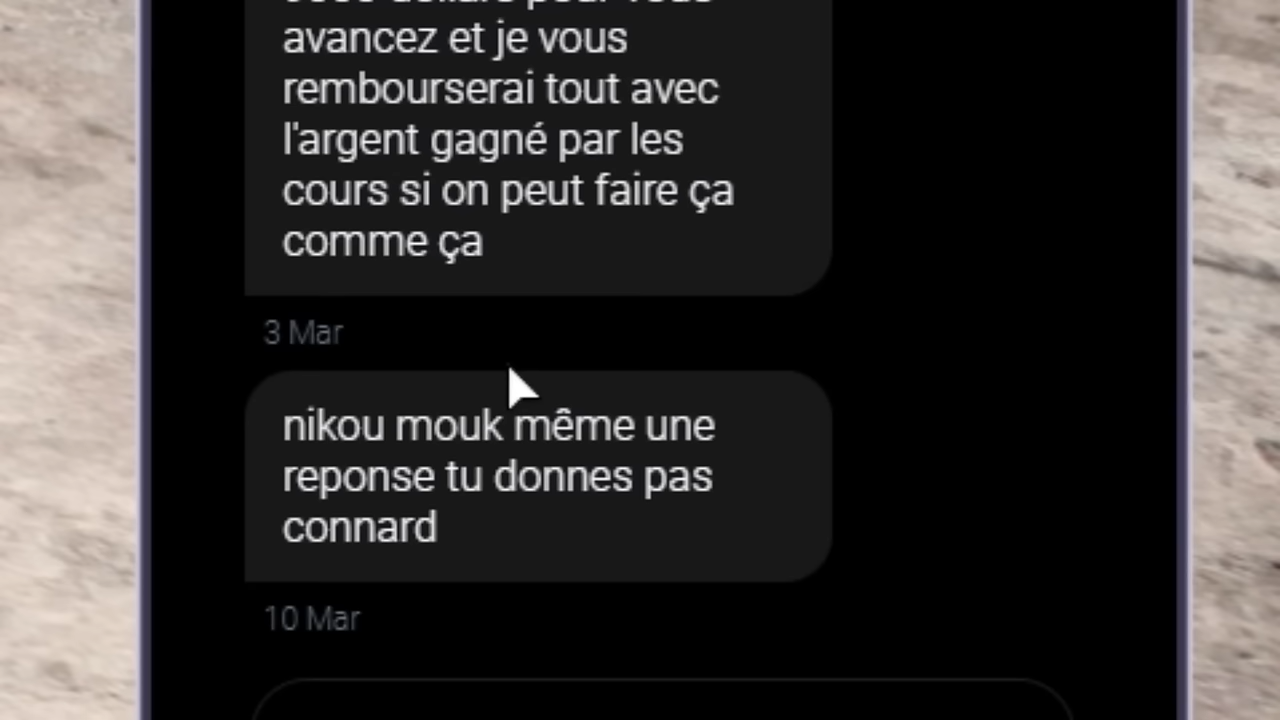 avancez et je vous
rembourserai tout avec
l'argent gagné par les
cours si on peut faire ça
comme ça
3 Mar
nikou mouk même une
reponse tu donnes pas
connard
10 Mar